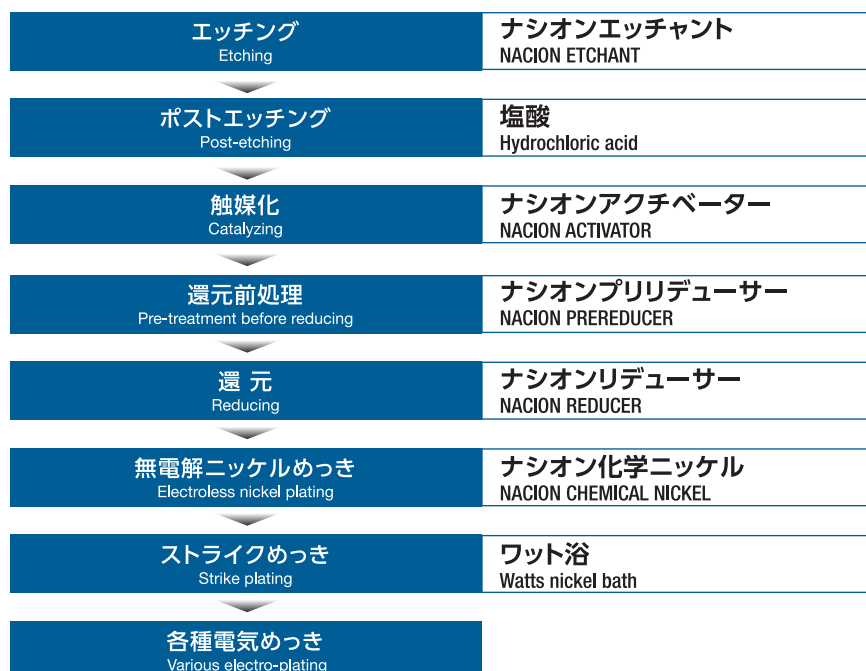 エッチング
Etching
ナシオンエッチャント
NACION ETCHANT
ポストエッチング
Post-etching
塩酸
Hydrochloric acid
触媒化
Catalyzing
ナシオンアクチベーター
NACION ACTIVATOR
還元前処理
Pre-treatment before reducing
ナシオンプリリデューサー
NACION PREREDUCER
還 元
Reducing
ナシオンリデューサー
NACION REDUCER
無電解ニッケルめっき
Electroless nickel plating
ナシオン化学ニッケル
NACION CHEMICAL NICKEL
ストライクめっき
Strike plating
ワット浴
Watts nickel bath
各種電気めっき
Various electro-plating